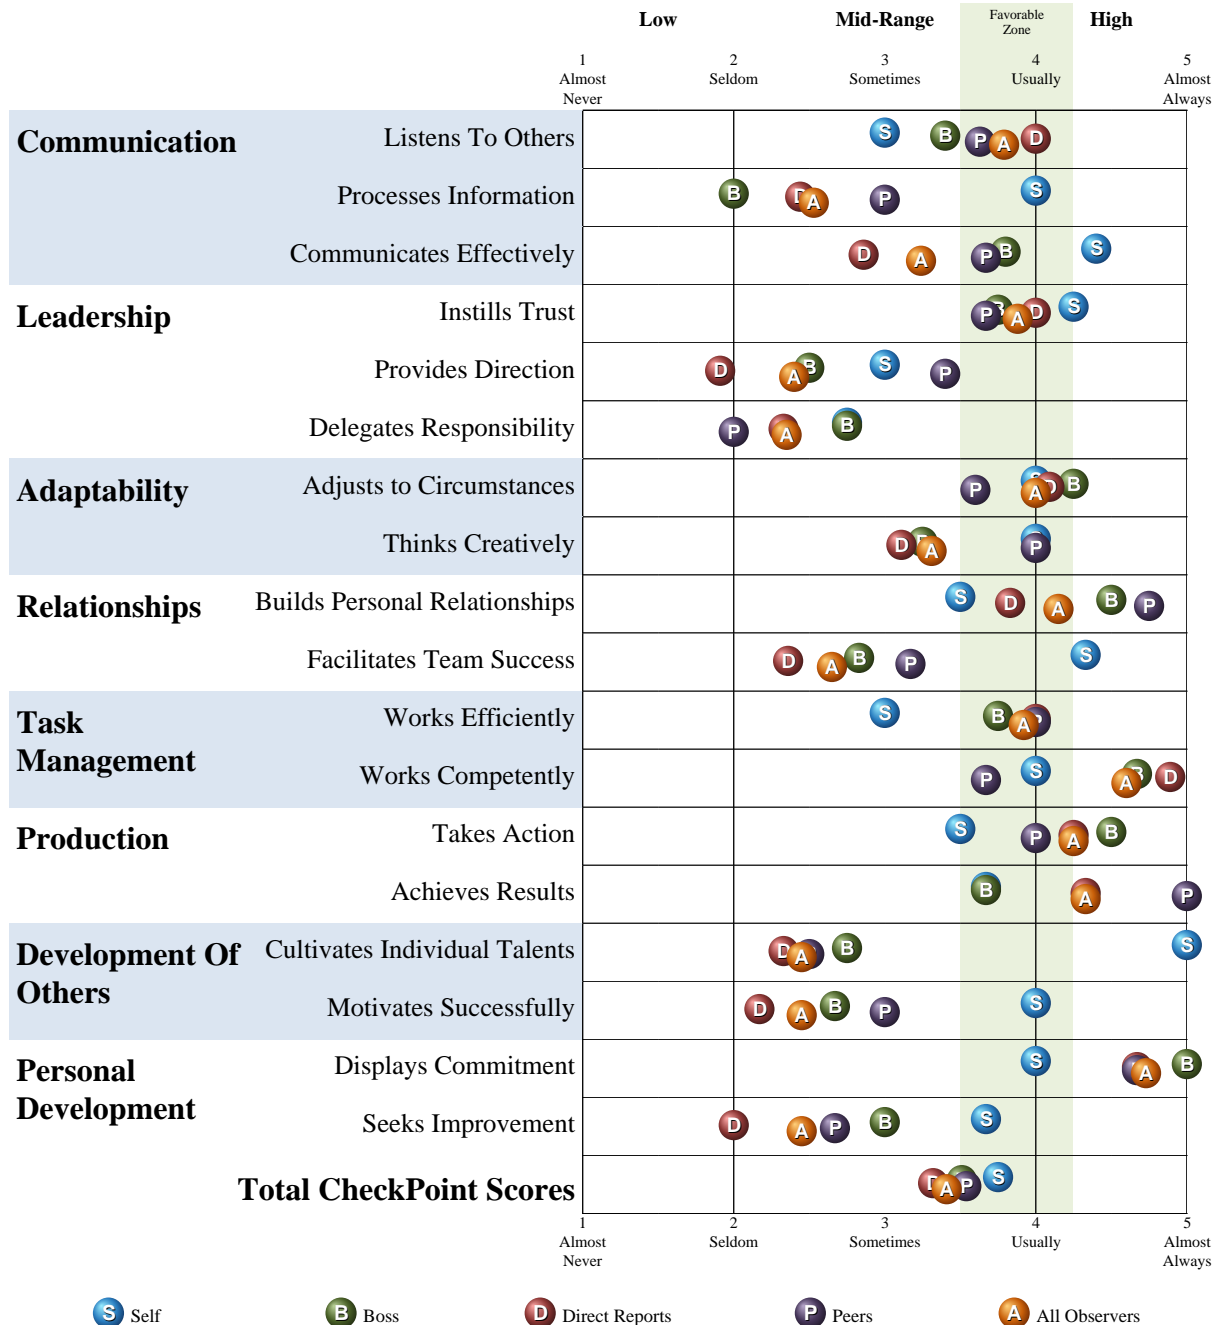 Low Mid-Range Favorable Zone High
1 2 3 4 5
Almost Never Seldom Sometimes Usually Almost Always
Communication
Listens To Others
S B P A D
Processes Information
B D A P S
Communicates Effectively
D A P B S
Leadership
Instills Trust
P B A D S
Provides Direction
D A B S P
Delegates Responsibility
P A B
Adaptability
Adjusts to Circumstances
P S A D B
Thinks Creatively
D A P
Relationships
Builds Personal Relationships
S D A B P
Facilitates Team Success
D A B P S
Task
Management
Works Efficiently
S B A P
Works Competently
P S A B D
Production
Takes Action
S P A B
Achieves Results
B A P
Development Of
Others
Cultivates Individual Talents
D A B S
Motivates Successfully
D A B P S
Personal
Development
Displays Commitment
S A B
Seeks Improvement
D A P B S
Total CheckPoint Scores
D A P S
1 2 3 4 5
Almost Never Seldom Sometimes Usually Almost Always
S Self B Boss D Direct Reports P Peers A All Observers